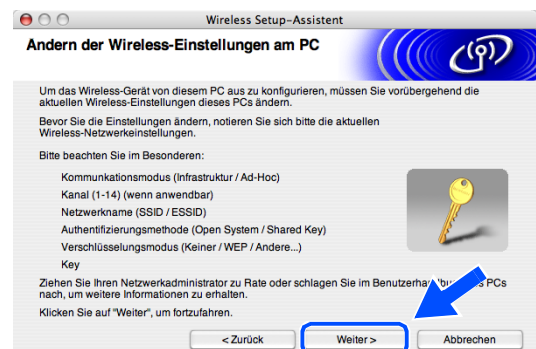 Wireless Setup-Assistent
Andern der Wireless-Einstellungen am PC
Um das Wireless-Gerät von diesem PC aus zu konfigurieren, müssen Sie vorübergehend die
aktuellen Wireless-Einstellungen dieses PCs ändern.
Bevor Sie die Einstellungen ändern, notieren Sie sich bitte die aktuellen
Wireless-Netzwerkeinstellungen.
Bitte beachten Sie im Besonderen:
Kommunkationsmodus (Infrastruktur / Ad-Hoc)
Kanal (1-14) (wenn anwendbar)
Netzwerkname (SSID / ESSID)
Authentifizierungsmethode (Open System / Shared Key)
Verschlüsselungsmodus (Keiner / WEP / Andere...)
Key
Ziehen Sie Ihren Netzwerkadministrator zu Rate oder schlagen Sie im PCs
nach, um weitere Informationen zu erhalten.
Klicken Sie auf "Weiter", um fortzufahren.
< Zurück
Weiter >
Abbrechen